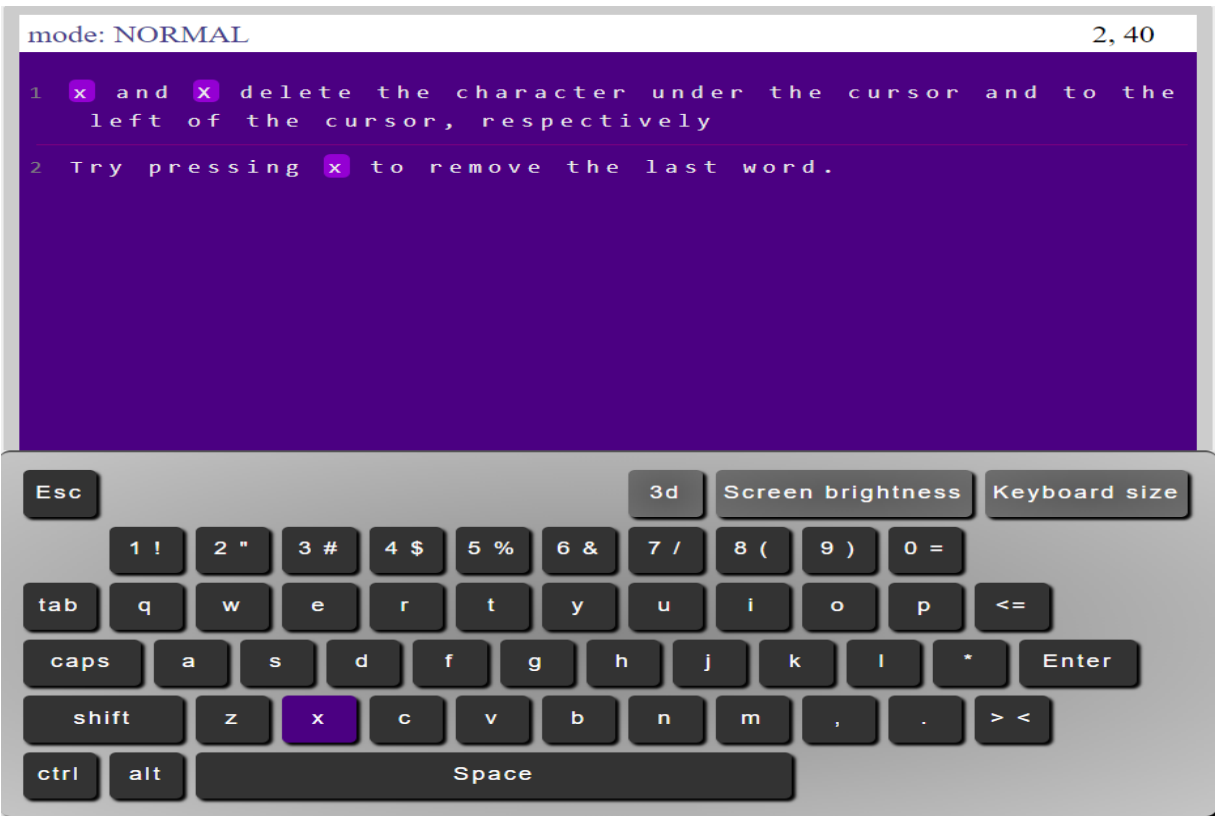 mode: NORMAL 2, 40
1 x and X delete the character under the cursor and to the
left of the cursor, respectively
2 Try pressing x to remove the last word.
Esc 3d Screen brightness Keyboard size
1 ! 2 " 3 # 4 $ 5 % 6 & 7 / 8 ( 9 ) 0 =
tab q w e r t y u i o p <=
caps a s d f g h j k l * Enter
shift z x c v b n m , . > <
ctrl alt Space